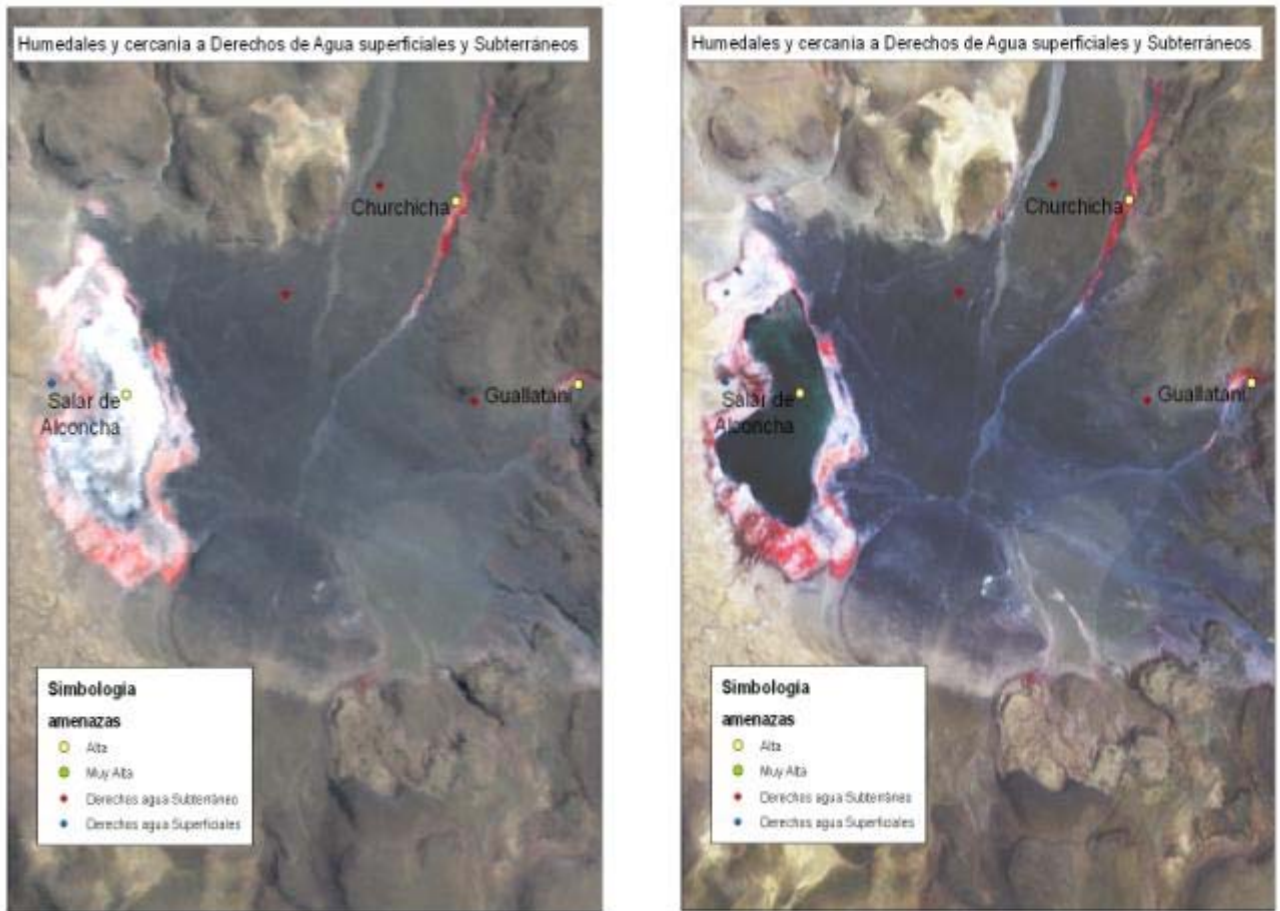 Humedales y cercanía a Derechos de Agua superficiales y Subterráneos
Churchicha
Guallatani
Salar de
Alconcha
Simbología
amenazas
Alta
Muy Alta
Derechos agua Subterráneo
Derechos agua Superficiales
Humedales y cercanía a Derechos de Agua superficiales y Subterráneos
Churchicha
Guallatani
Salar de
Alconcha
Simbología
amenazas
Alta
Muy Alta
Derechos agua Subterráneo
Derechos agua Superficiales